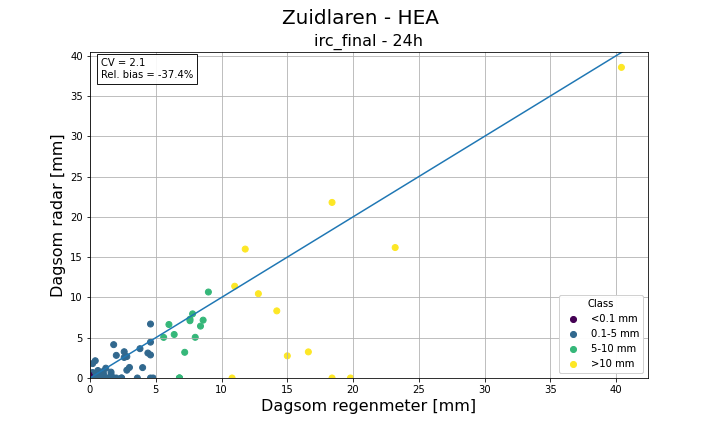 Zuidlaren - HEA
irc_final - 24h
CV = 2.1
Rel. bias = -37.4%
Dagsom radar [mm]
40
35
30
25
20
15
10
5
0
0 5 10 15 20 25 30 35 40
Dagsom regenmeter [mm]
Class
<0.1 mm
0.1-5 mm
5-10 mm
>10 mm